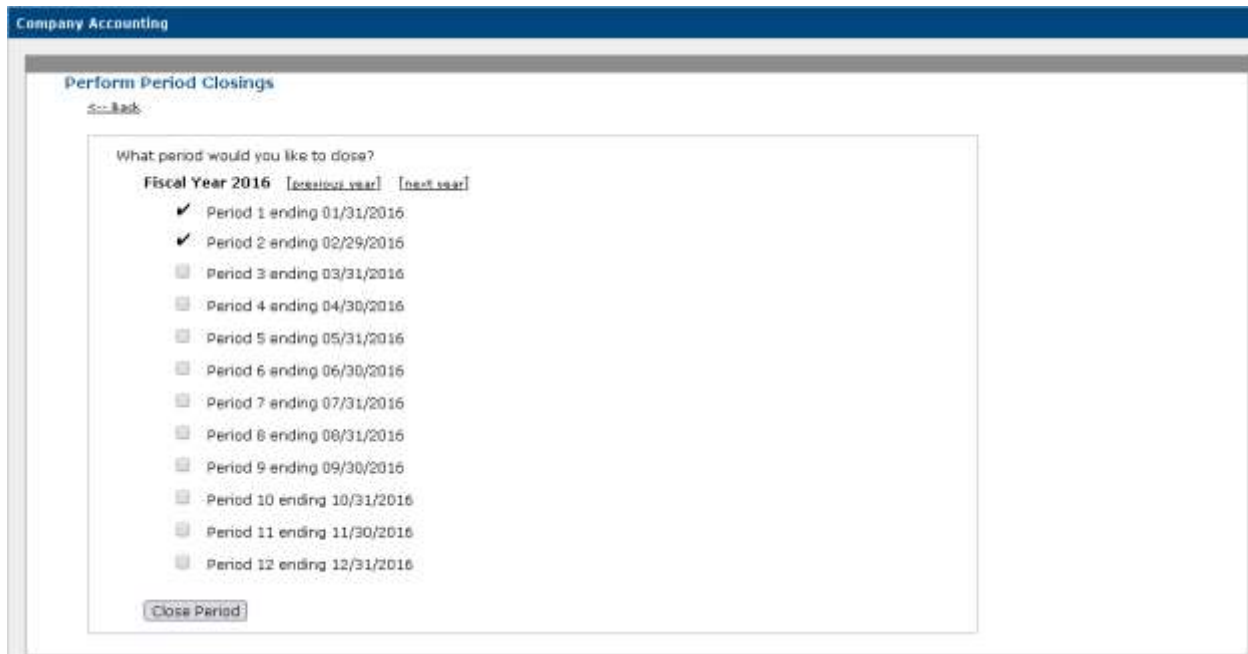 Company Accounting
Perform Period Closings
<-- Back
What period would you like to close?
Fiscal Year 2016 [previous year] [next year]
✔ Period 1 ending 01/31/2016
✔ Period 2 ending 02/29/2016
Period 3 ending 03/31/2016
Period 4 ending 04/30/2016
Period 5 ending 05/31/2016
Period 6 ending 06/30/2016
Period 7 ending 07/31/2016
Period 8 ending 08/31/2016
Period 9 ending 09/30/2016
Period 10 ending 10/31/2016
Period 11 ending 11/30/2016
Period 12 ending 12/31/2016
Close Period